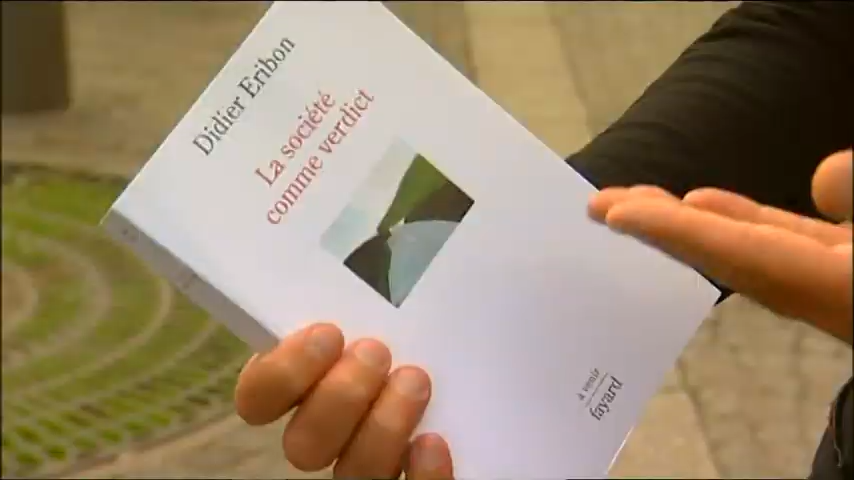 Didier Eribon
La société
comme verdict
à venir
fayard